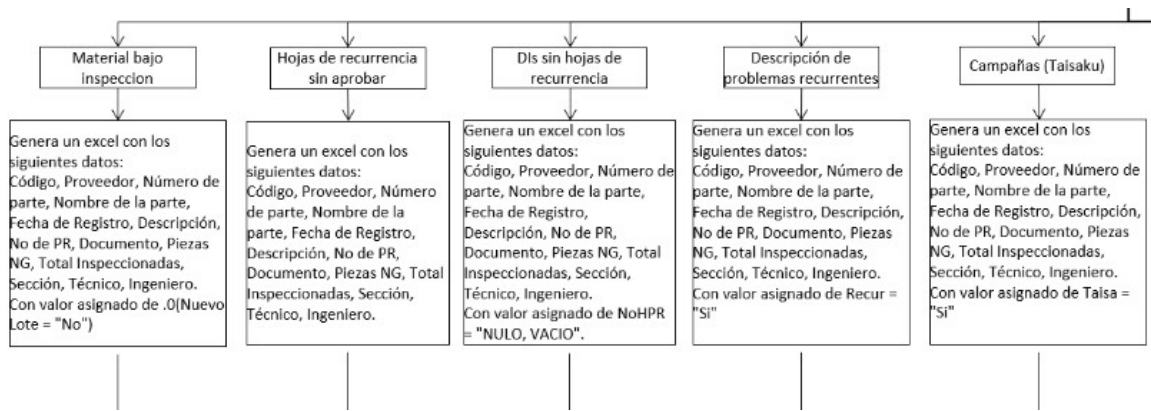 Material bajo
inspeccion
Hojas de recurrencia
sin aprobar
DIs sin hojas de
recurrencia
Descripción de
problemas recurrentes
Campañas (Taisaku)
Genera un excel con los
siguientes datos:
Código, Proveedor, Número de
parte, Nombre de la parte,
Fecha de Registro, Descripción,
No de PR, Documento, Piezas
NG, Total Inspeccionadas,
Sección, Técnico, Ingeniero.
Con valor asignado de .0(Nuevo
Lote = "No")
Genera un excel con los
siguientes datos:
Código, Proveedor, Número
de parte, Nombre de la
parte, Fecha de Registro,
Descripción, No de PR,
Documento, Piezas NG, Total
Inspeccionadas, Sección,
Técnico, Ingeniero.
Genera un excel con los
siguientes datos:
Código, Proveedor, Número de
parte, Nombre de la parte,
Fecha de Registro,
Descripción, No de PR,
Documento, Piezas NG, Total
Inspeccionadas, Sección,
Técnico, Ingeniero.
Con valor asignado de NoHPR
= "NULO, VACIO".
Genera un excel con los
siguientes datos:
Código, Proveedor, Número de
parte, Nombre de la parte,
Fecha de Registro, Descripción,
No de PR, Documento, Piezas
NG, Total Inspeccionadas,
Sección, Técnico, Ingeniero.
Con valor asignado de Recur =
"Si"
Genera un excel con los
siguientes datos:
Código, Proveedor, Número de
parte, Nombre de la parte,
Fecha de Registro, Descripción,
No de PR, Documento, Piezas
NG, Total Inspeccionadas,
Sección, Técnico, Ingeniero.
Con valor asignado de Taisa =
"Si"